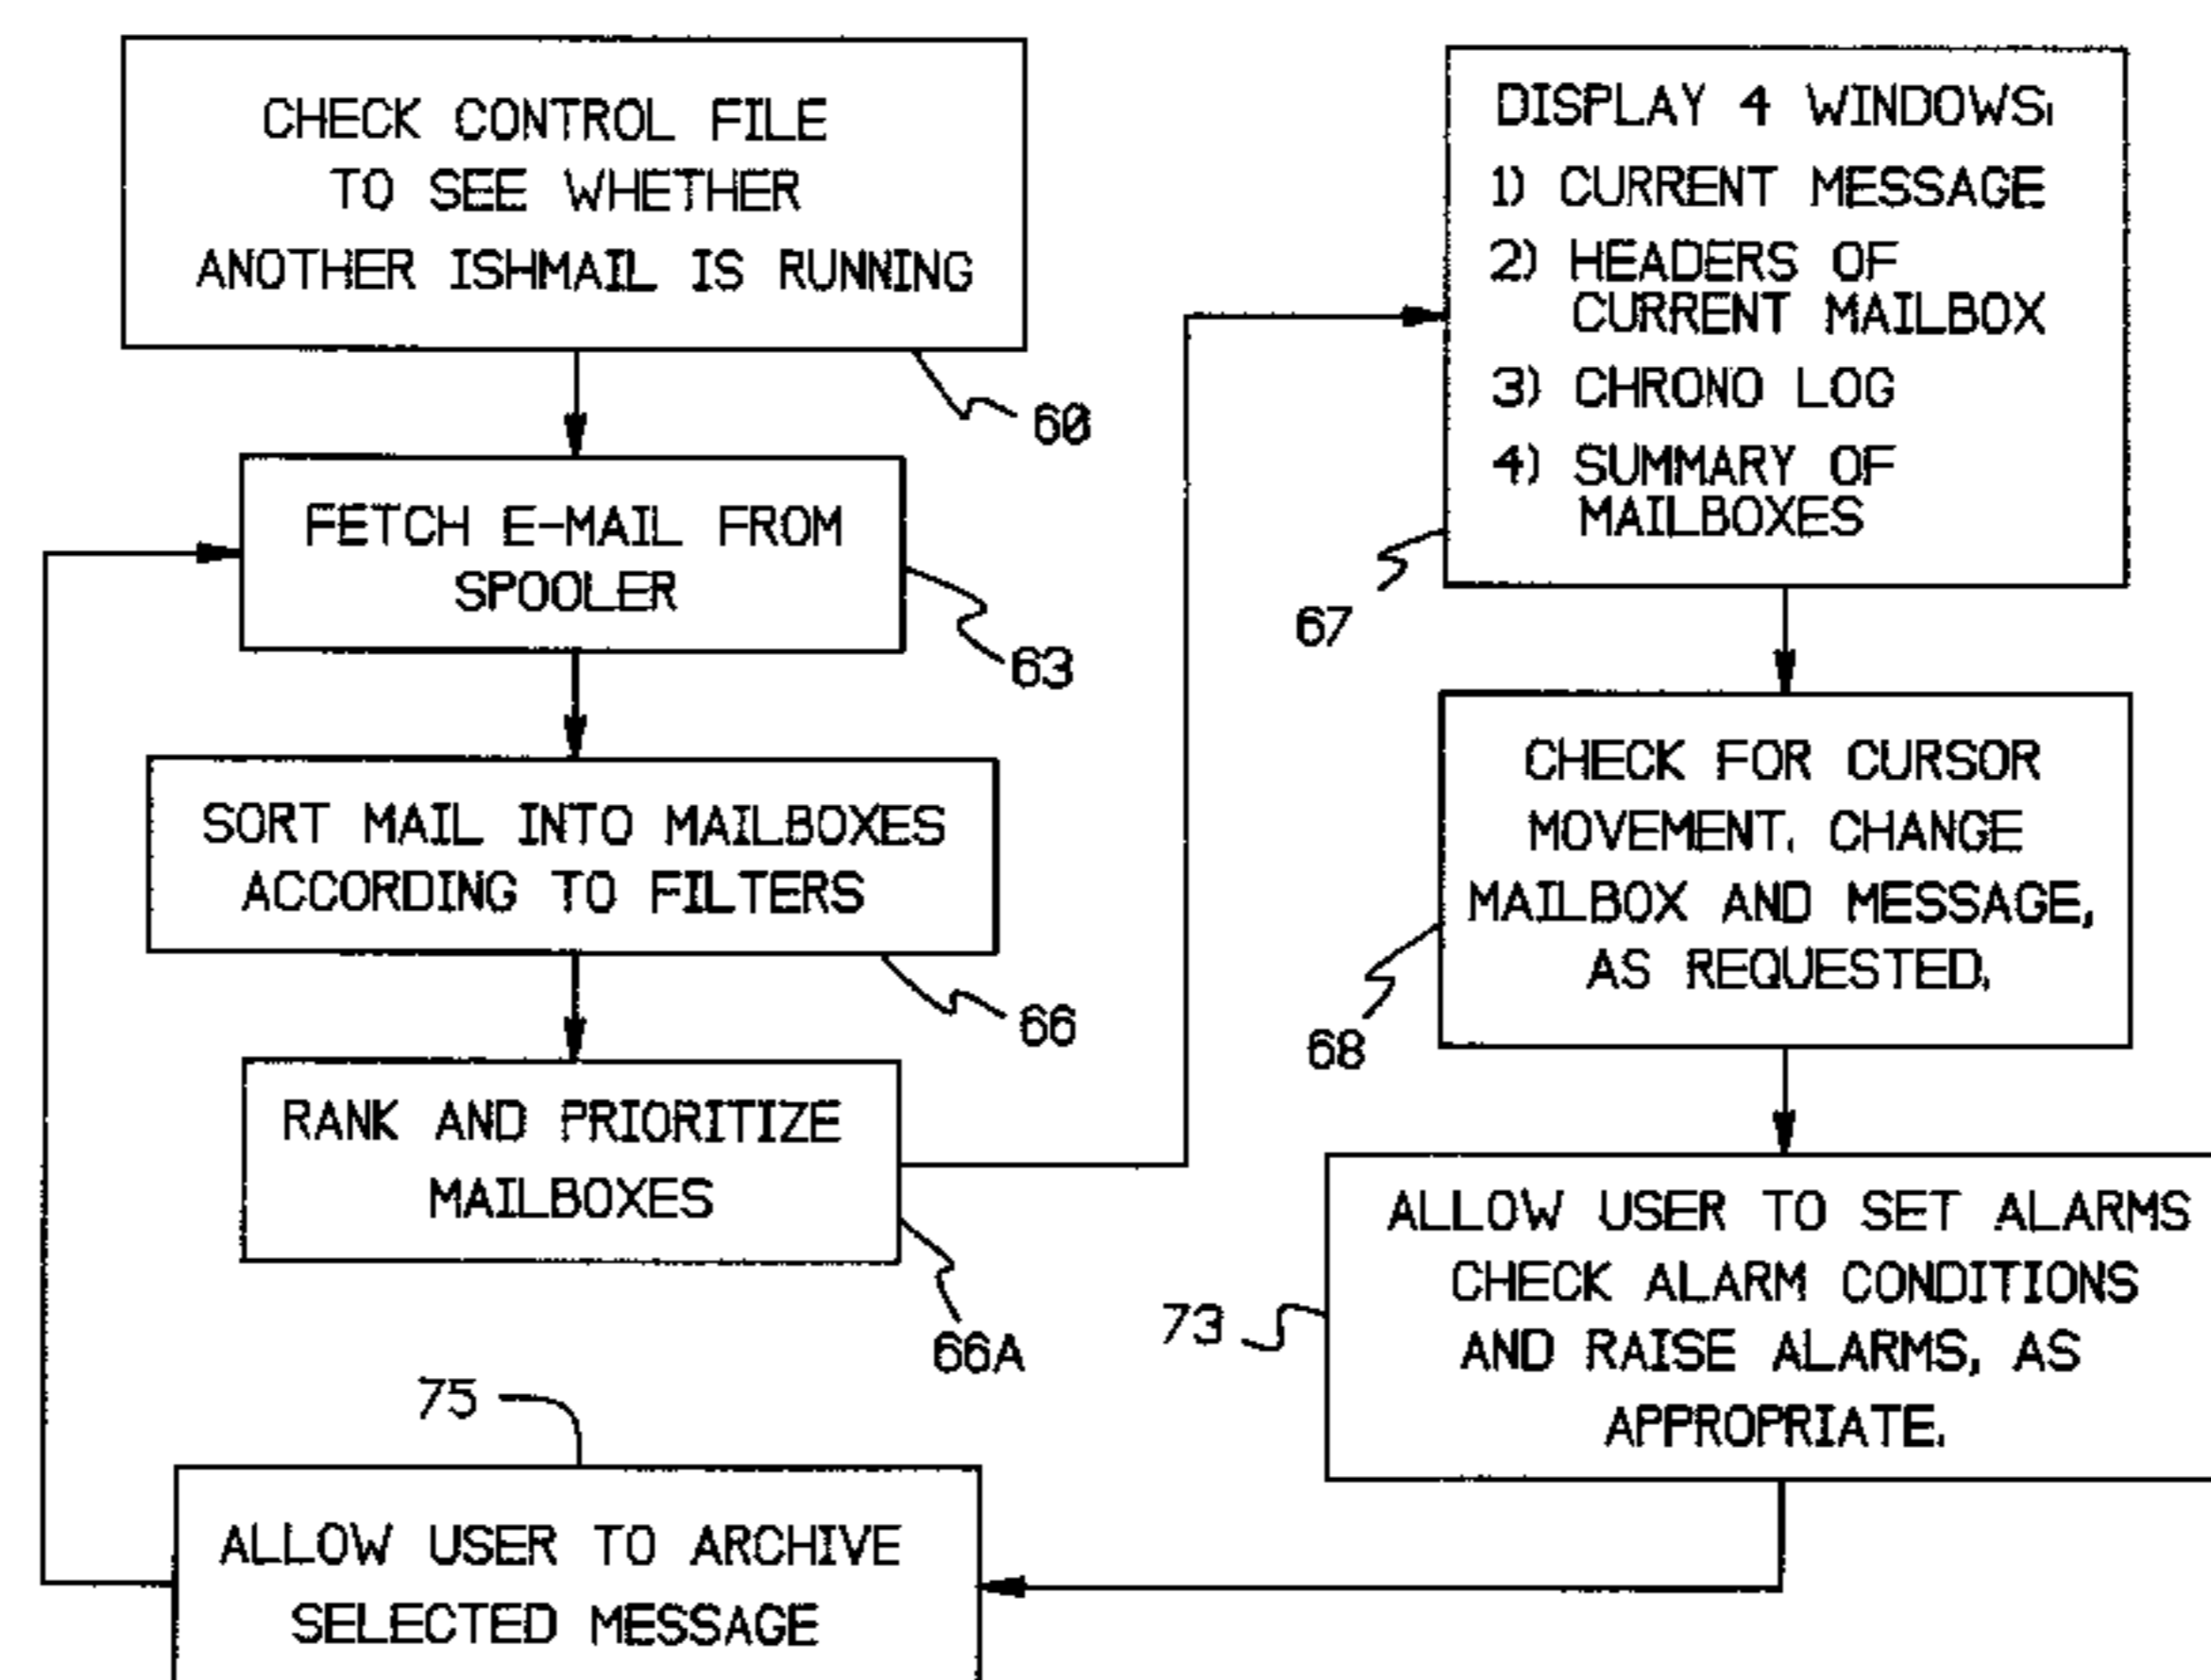 CHECK CONTROL FILE
TO SEE WHETHER
ANOTHER ISHMAIL IS RUNNING
60
FETCH E-MAIL FROM
SPOOLER
63
SORT MAIL INTO MAILBOXES
ACCORDING TO FILTERS
66
RANK AND PRIORITIZE
MAILBOXES
66A
DISPLAY 4 WINDOWS:
1) CURRENT MESSAGE
2) HEADERS OF
CURRENT MAILBOX
3) CHRONO LOG
4) SUMMARY OF
MAILBOXES
67
CHECK FOR CURSOR
MOVEMENT. CHANGE
MAILBOX AND MESSAGE,
AS REQUESTED.
68
ALLOW USER TO SET ALARMS
CHECK ALARM CONDITIONS
AND RAISE ALARMS, AS
APPROPRIATE.
73
75
ALLOW USER TO ARCHIVE
SELECTED MESSAGE